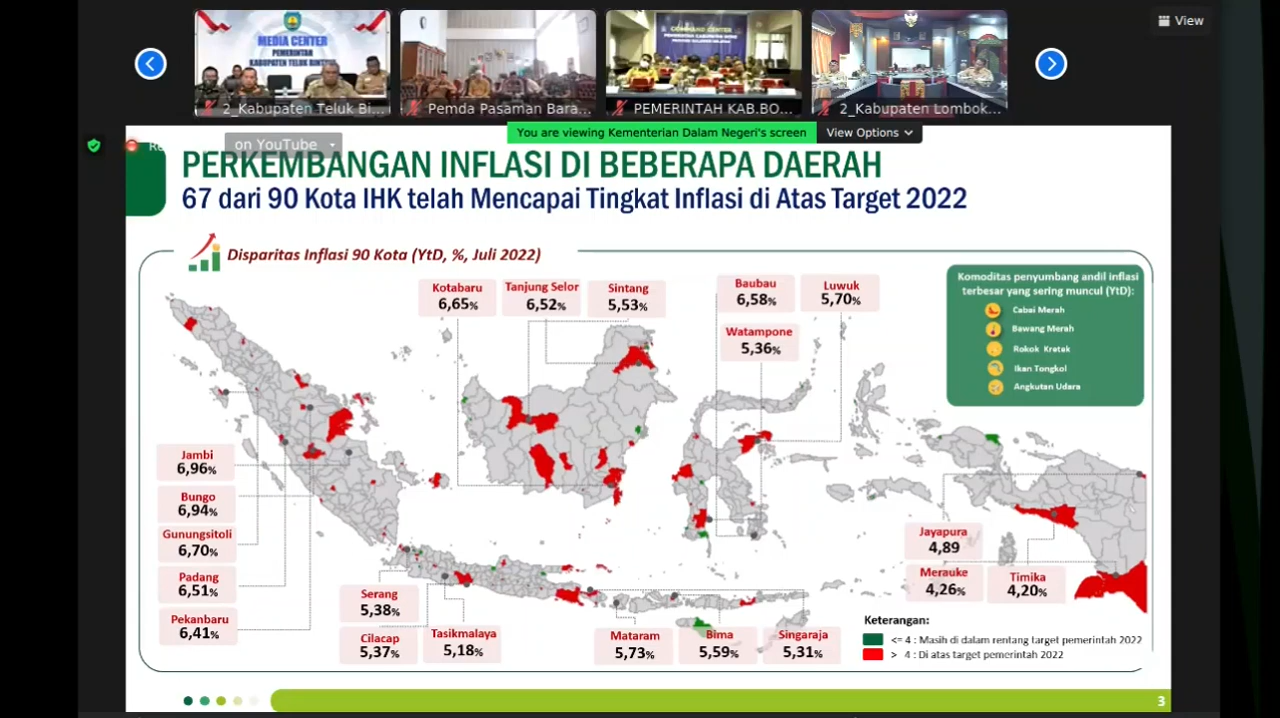 View
MEDIA CENTER
PEMERINTAH
KABUPATEN TELUK
COMMAND CENTER
2_Kabupaten Teluk Bi...
Pemda Pasaman Bara...
PEMERINTAH KAB.BO...
2_Kabupaten Lombok...
You are viewing Kementerian Dalam Negeri's screen
View Options
on YouTube
PERKEMBANGAN INFLASI DI BEBERAPA DAERAH
67 dari 90 Kota IHK telah Mencapai Tingkat Inflasi di Atas Target 2022
Disparitas Inflasi 90 Kota (YtD, %, Juli 2022)
Komoditas penyumbang andil inflasi
terbesar yang sering muncul (YtD):
Cabai Merah
Bawang Merah
Rokok Kretek
Ikan Tongkol
Angkutan Udara
Kotabaru
6,65%
Tanjung Selor
6,52%
Sintang
5,53%
Baubau
6,58%
Luwuk
5,70%
Watampone
5,36%
Jambi
6,96%
Bungo
6,94%
Gunungsitoli
6,70%
Padang
6,51%
Pekanbaru
6,41%
Serang
5,38%
Cilacap
5,37%
Tasikmalaya
5,18%
Mataram
5,73%
Bima
5,59%
Singaraja
5,31%
Jayapura
4,89
Merauke
4,26%
Timika
4,20%
Keterangan:
<= 4 : Masih di dalam rentang target pemerintah 2022
> 4 : Di atas target pemerintah 2022
3